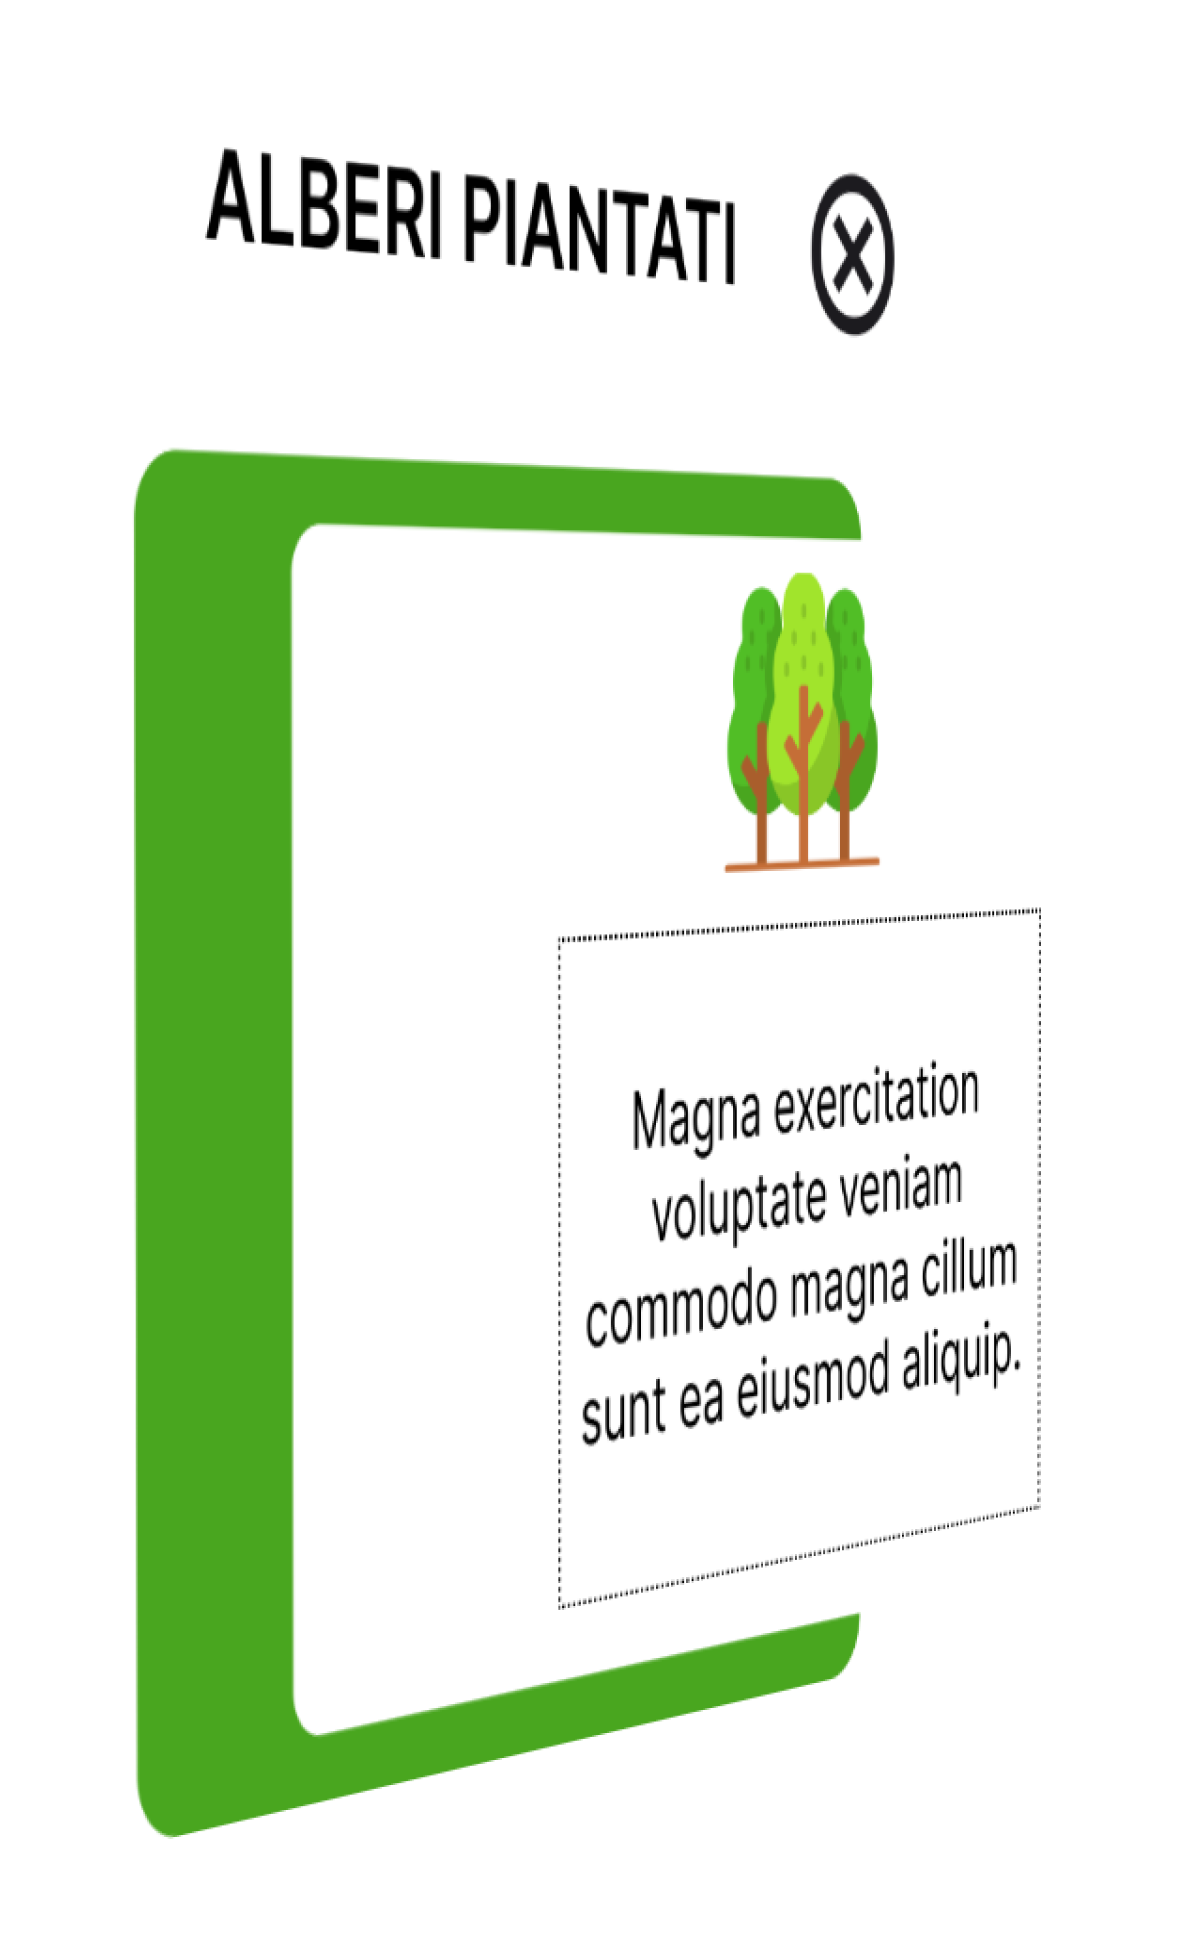 ALBERI PIANTATI
Magna exercitation
voluptate veniam
commodo magna cillum
sunt ea eiusmod aliquip.